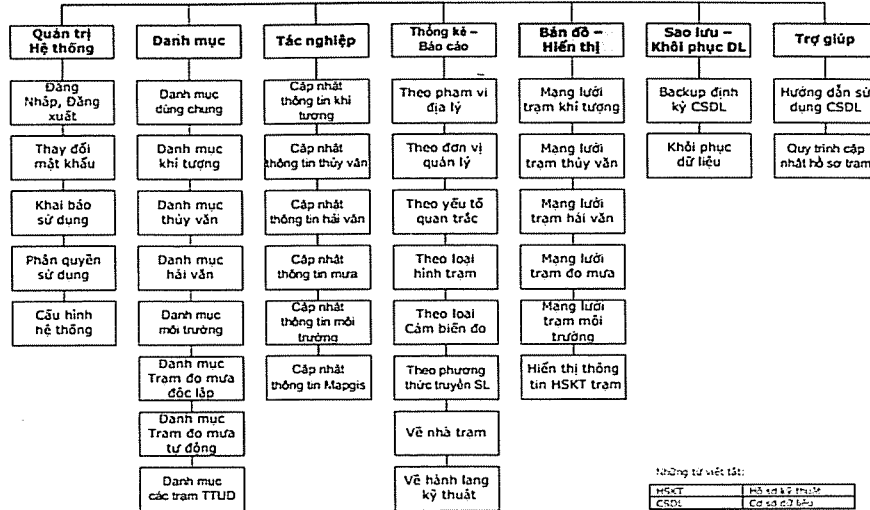 Quản trị
Hệ thống
Danh mục
Tác nghiệp
Thống kê –
Báo cáo
Bản đồ –
Hiển thị
Sao lưu –
Khôi phục DL
Trợ giúp
Đăng
Nhập, Đăng
xuất
Thay đổi
mật khẩu
Khai báo
sử dụng
Phân quyền
sử dụng
Cấu hình
hệ thống
Danh mục
dùng chung
Danh mục
khí tượng
Danh mục
thủy văn
Danh mục
hải văn
Danh mục
môi trường
Danh mục
Trạm đo mưa
độc lập
Danh mục
Trạm đo mưa
tự động
Danh mục
các trạm TTUD
Cập nhật
thông tin khí
tượng
Cập nhật
thông tin thủy văn
Cập nhật
thông tin hải văn
Cập nhật
thông tin mưa
Cập nhật
thông tin môi
trường
Cập nhật
thông tin Mapgis
Theo phạm vi
địa lý
Theo đơn vị
quản lý
Theo yếu tố
quan trắc
Theo loại
hình trạm
Theo loại
Cảm biến đo
Theo phương
thức truyền SL
Về nhà trạm
Về hành lang
kỹ thuật
Mạng lưới
trạm khí tượng
Mạng lưới
trạm thủy văn
Mạng lưới
trạm hải văn
Mạng lưới
trạm đo mưa
Mạng lưới
trạm môi
trường
Hiển thị thông
tin HSKT trạm
Backup định
kỳ CSDL
Khôi phục
dữ liệu
Hướng dẫn sử
dụng CSDL
Quy trình cập
nhật hồ sơ trạm
Những từ viết tắt:
HSKT Hồ sơ kỹ thuật
CSDL Cơ sở dữ liệu